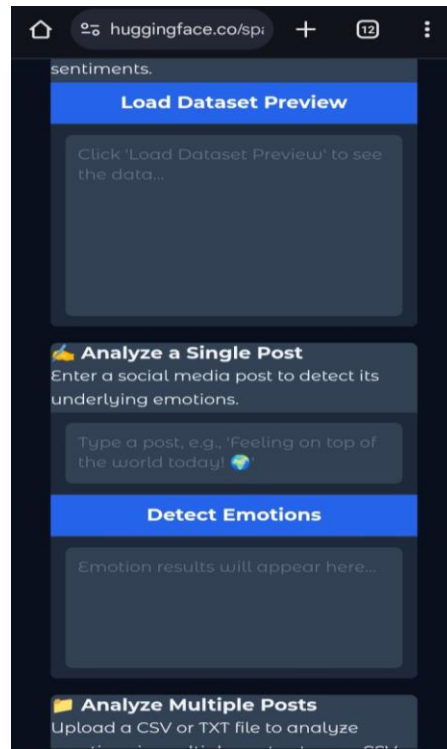 huggingface.co/spa
12
sentiments.
Load Dataset Preview
Click 'Load Dataset Preview' to see
the data...
✍️ Analyze a Single Post
Enter a social media post to detect its
underlying emotions.
Type a post, e.g., 'Feeling on top of
the world today! 🌍'
Detect Emotions
Emotion results will appear here...
📁 Analyze Multiple Posts
Upload a CSV or TXT file to analyze